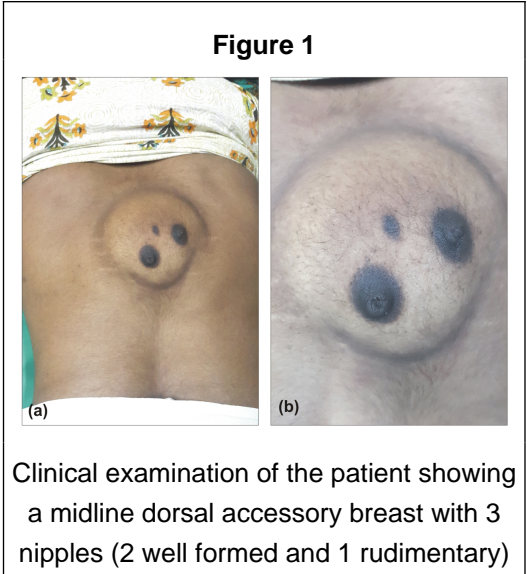 Figure 1
(a)
(b)
Clinical examination of the patient showing
a midline dorsal accessory breast with 3
nipples (2 well formed and 1 rudimentary)